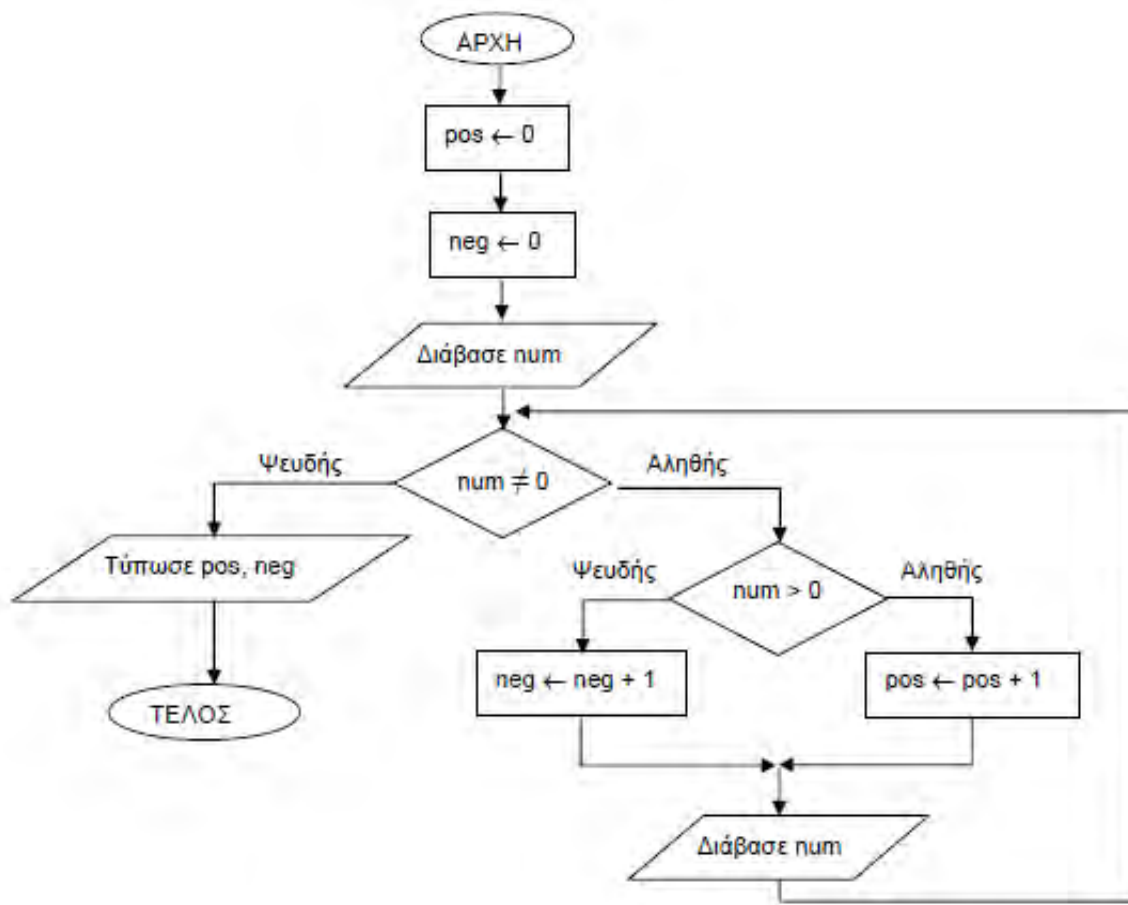 ΑΡΧΗ
pos ← 0
neg ← 0
Διάβασε num
Ψευδής
num ≠ 0
Αληθής
Τύπωσε pos, neg
Ψευδής
num > 0
Αληθής
neg ← neg + 1
pos ← pos + 1
ΤΕΛΟΣ
Διάβασε num